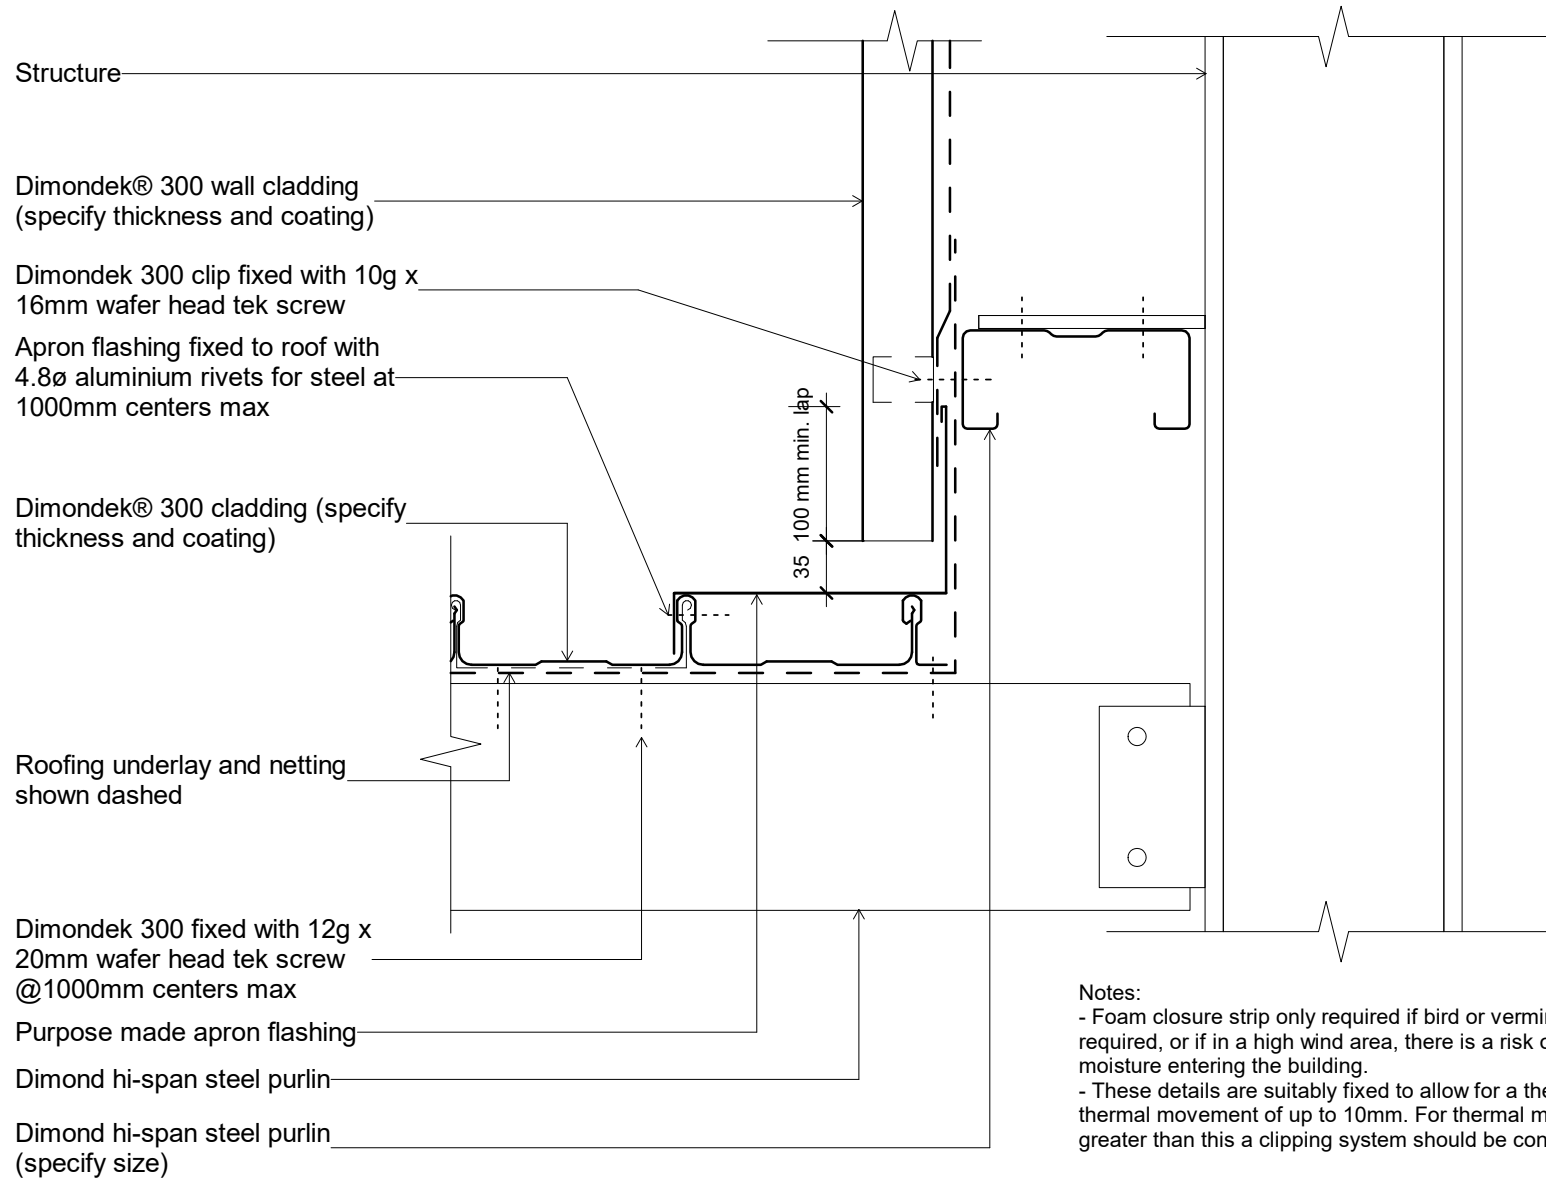 Structure
Dimondek® 300 wall cladding
(specify thickness and coating)
Dimondek 300 clip fixed with 10g x
16mm wafer head tek screw
Apron flashing fixed to roof with
4.8ø aluminium rivets for steel at
1000mm centers max
100 mm min. lap
35
Dimondek® 300 cladding (specify
thickness and coating)
Roofing underlay and netting
shown dashed
Dimondek 300 fixed with 12g x
20mm wafer head tek screw
@1000mm centers max
Purpose made apron flashing
Dimond hi-span steel purlin
Dimond hi-span steel purlin
(specify size)
Notes:
- Foam closure strip only required if bird or
required, or if in a high wind area, there is a risk
moisture entering the building.
- These details are suitably fixed to allow for a
thermal movement of up to 10mm. For thermal
greater than this a clipping system should be